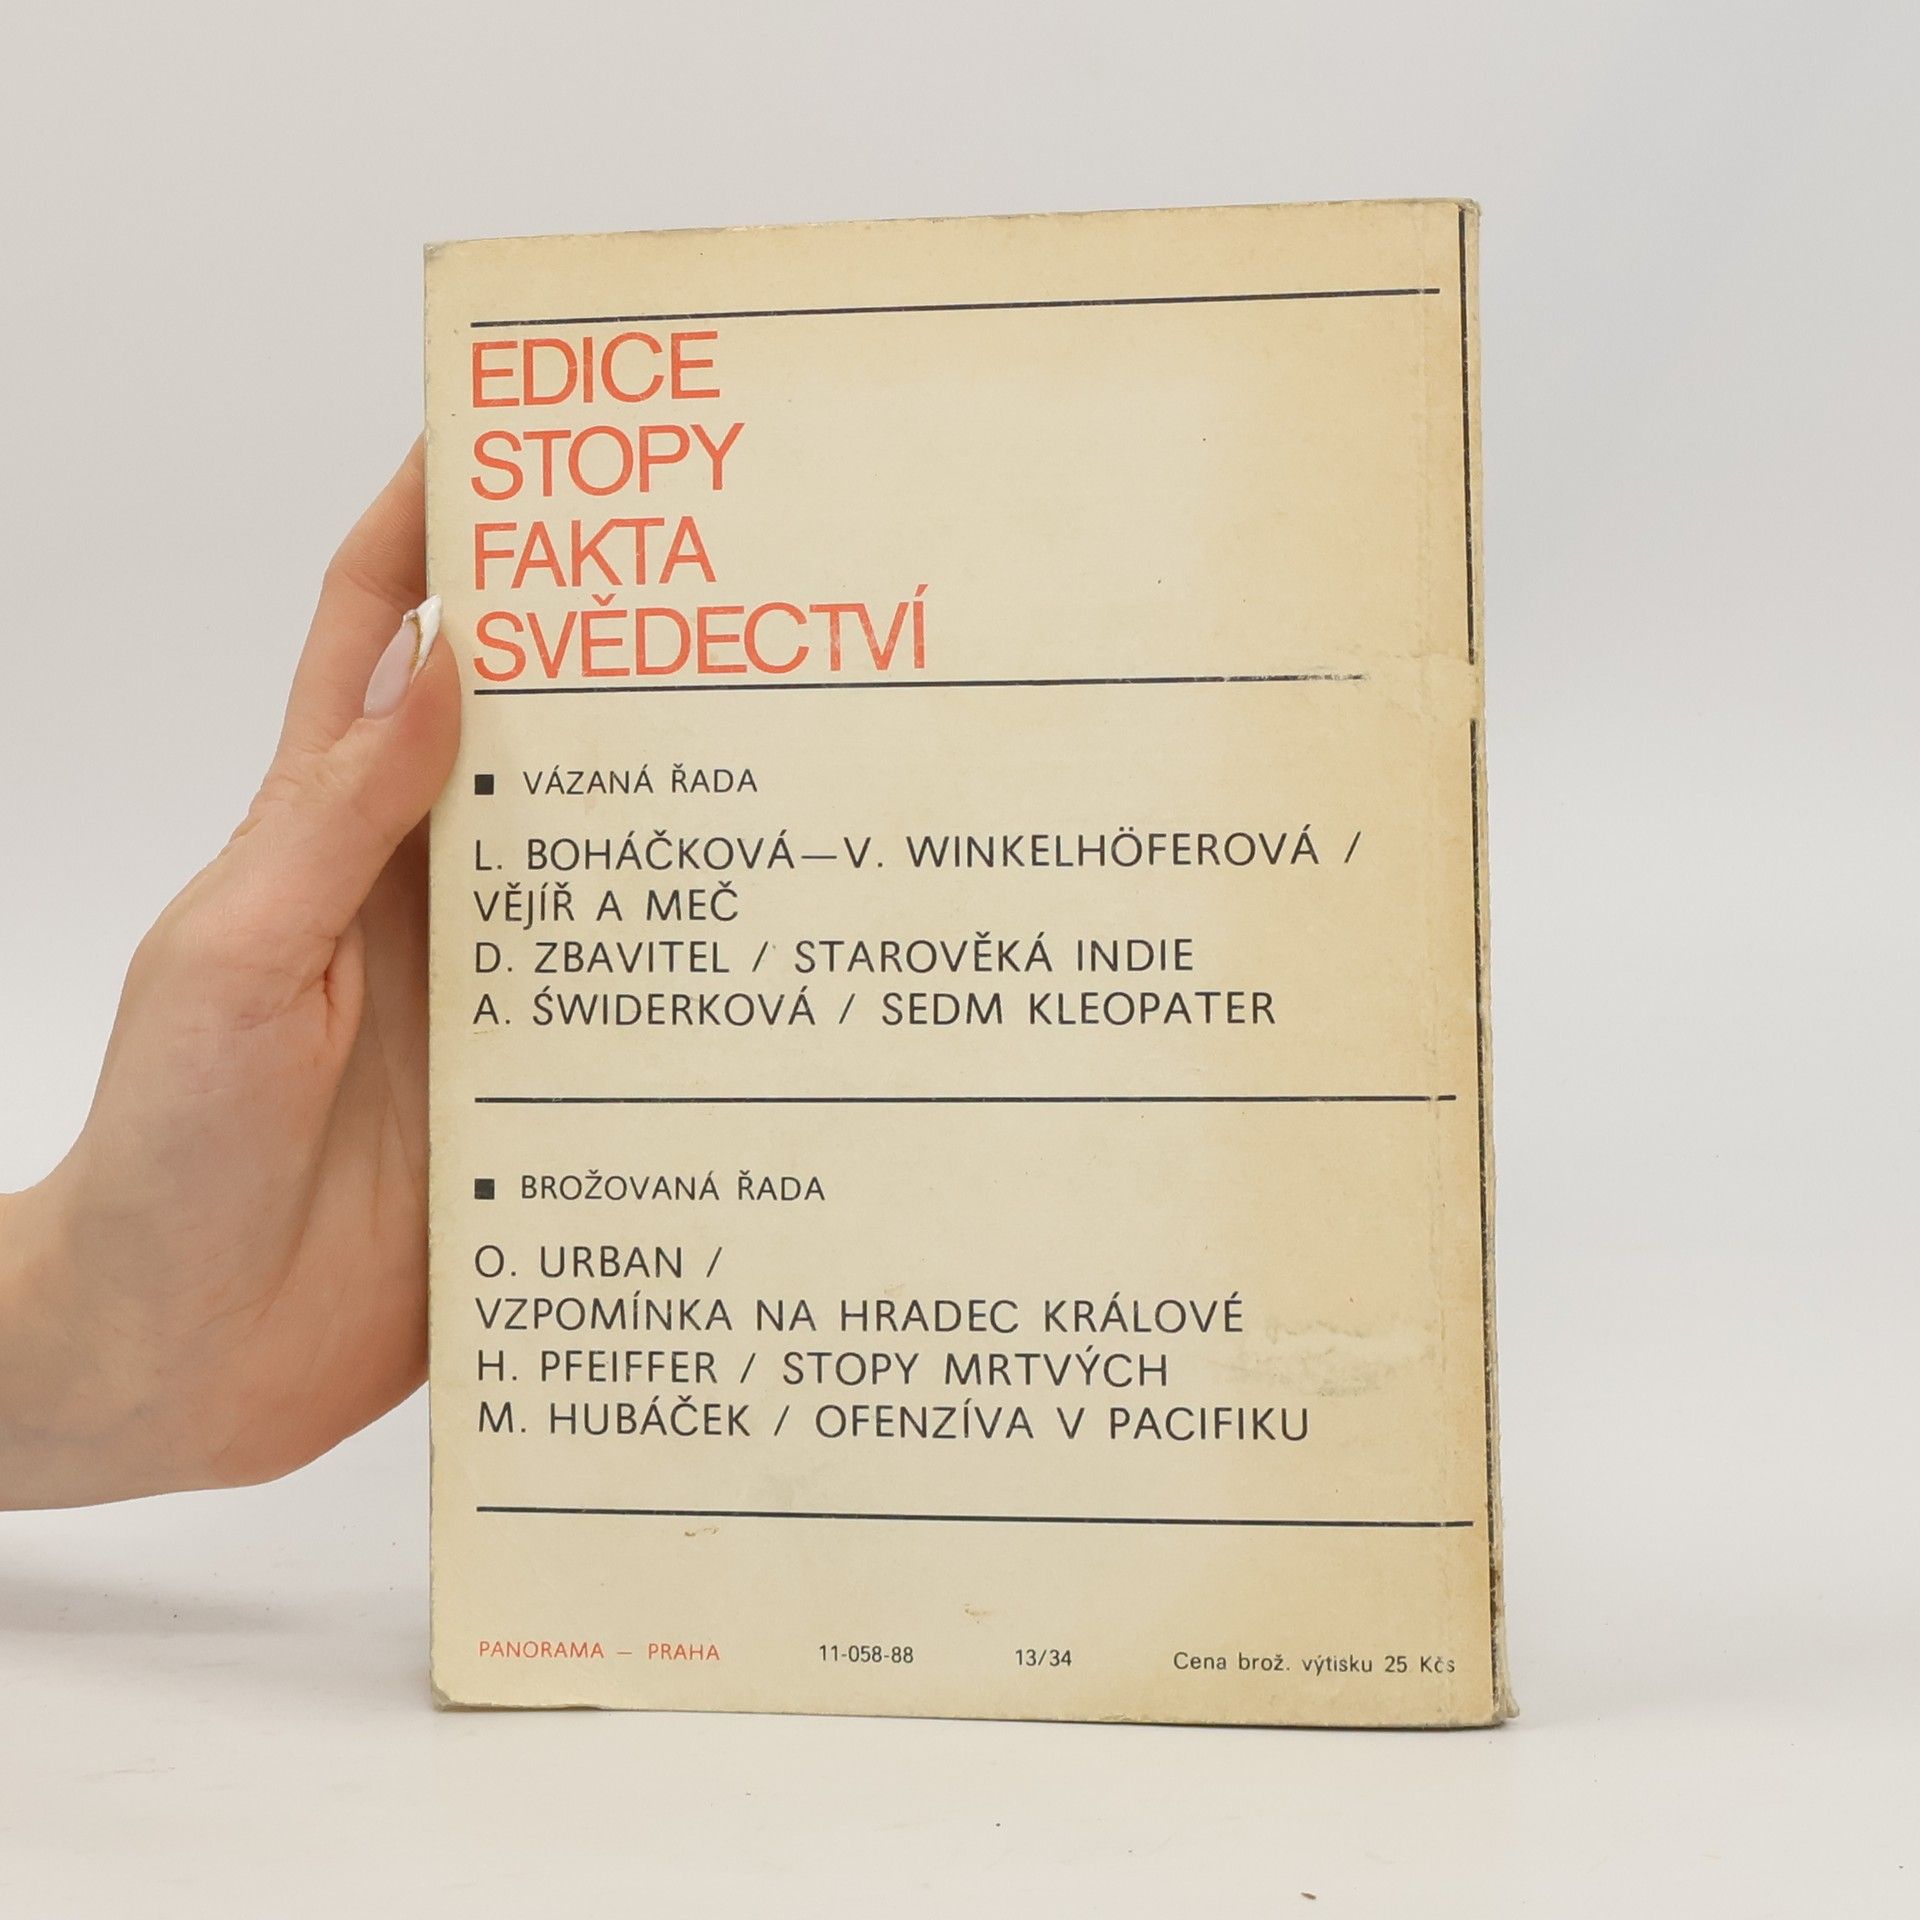 EDICE
STOPY
FAKTA
SVĚDECTVÍ
■ VÁZANÁ ŘADA
L. BOHÁČKOVÁ—V. WINKELHÖFEROVÁ /
VĚJÍŘ A MEČ
D. ZBAVITEL / STAROVĚKÁ INDIE
A. ŚWIDERKOVÁ / SEDM KLEOPATER
■ BROŽOVANÁ ŘADA
O. URBAN /
VZPOMÍNKA NA HRADEC KRÁLOVÉ
H. PFEIFFER / STOPY MRTVÝCH
M. HUBÁČEK / OFENZÍVA V PACIFIKU
PANORAMA – PRAHA 11-058-88 13/34 Cena brož. výtisku 25 Kčs